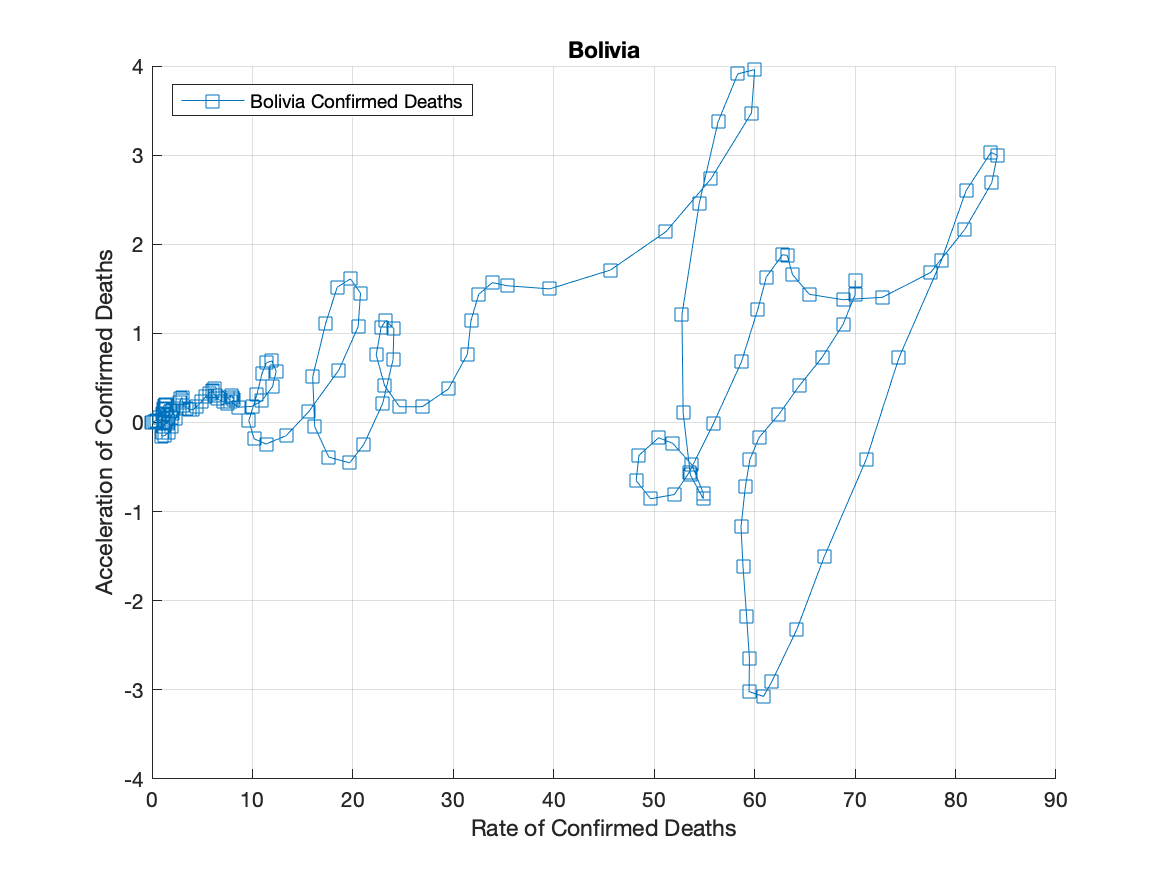 Bolivia
Bolivia Confirmed Deaths
4
3
2
1
0
-1
-2
-3
-4
Acceleration of Confirmed Deaths
0 10 20 30 40 50 60 70 80 90
Rate of Confirmed Deaths